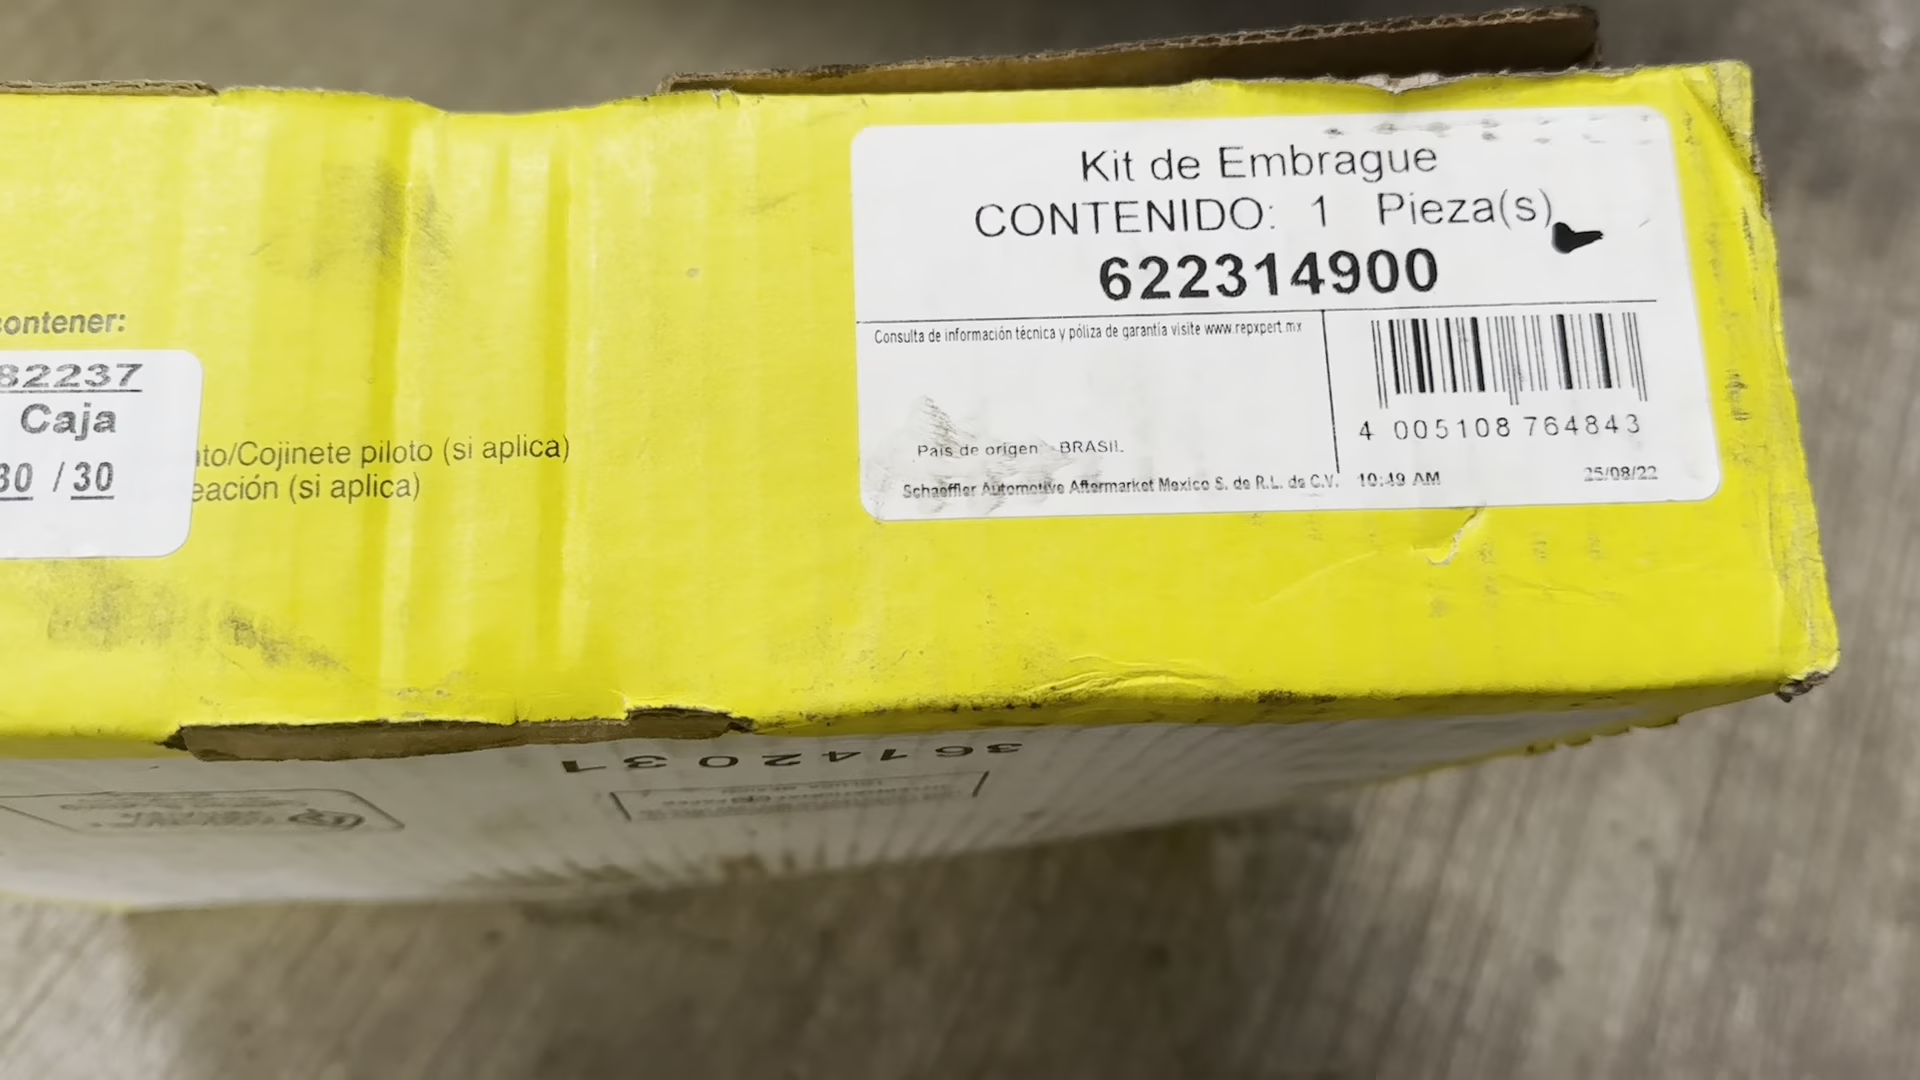 Kit de Embrague
CONTENIDO: 1 Pieza(s)
622314900
Consulta de información técnica y póliza de garantía visite www.repxpert.mx
País de origen BRASIL
4 005108 764843
Schaeffler Automotive Aftermarket Mexico S. de R.L. de C.V. 10:49 AM 25/08/22
contener:
82237
Caja
30 / 30
nto/Cojinete piloto (si aplica)
eación (si aplica)
361742031